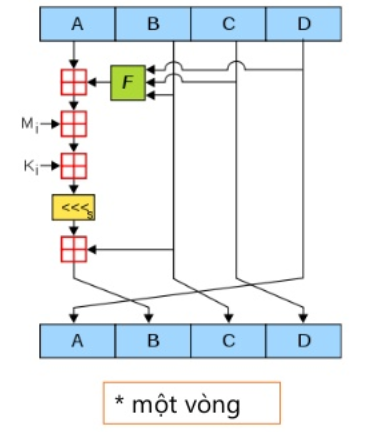 A B C D
F
Mi
Ki
<<<s
A B C D
* một vòng